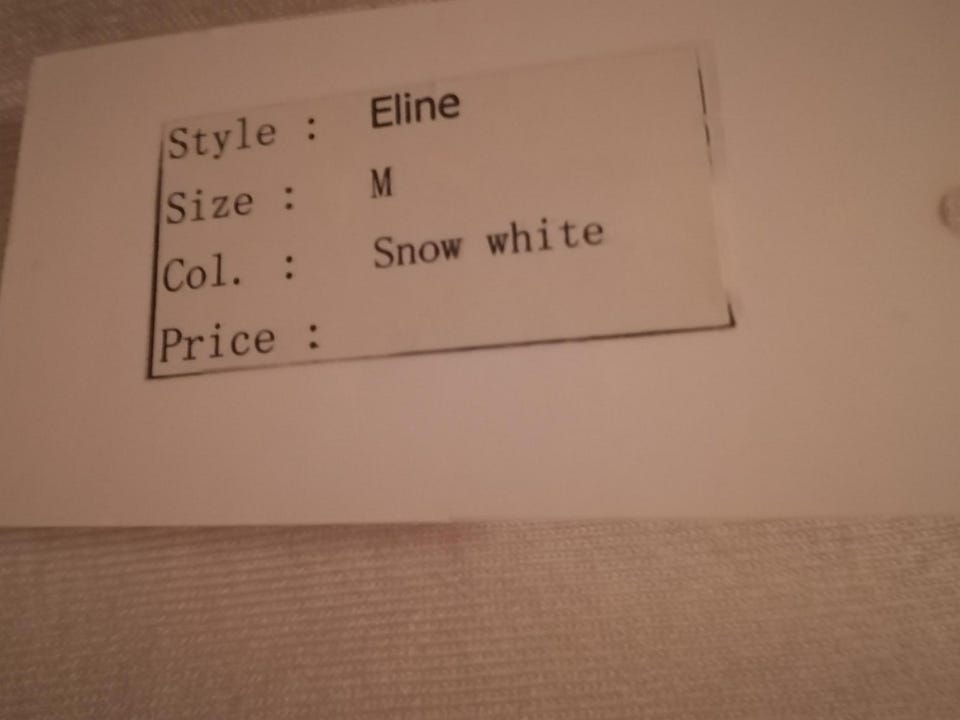 Style : Eline
Size : M
Col. : Snow white
Price :